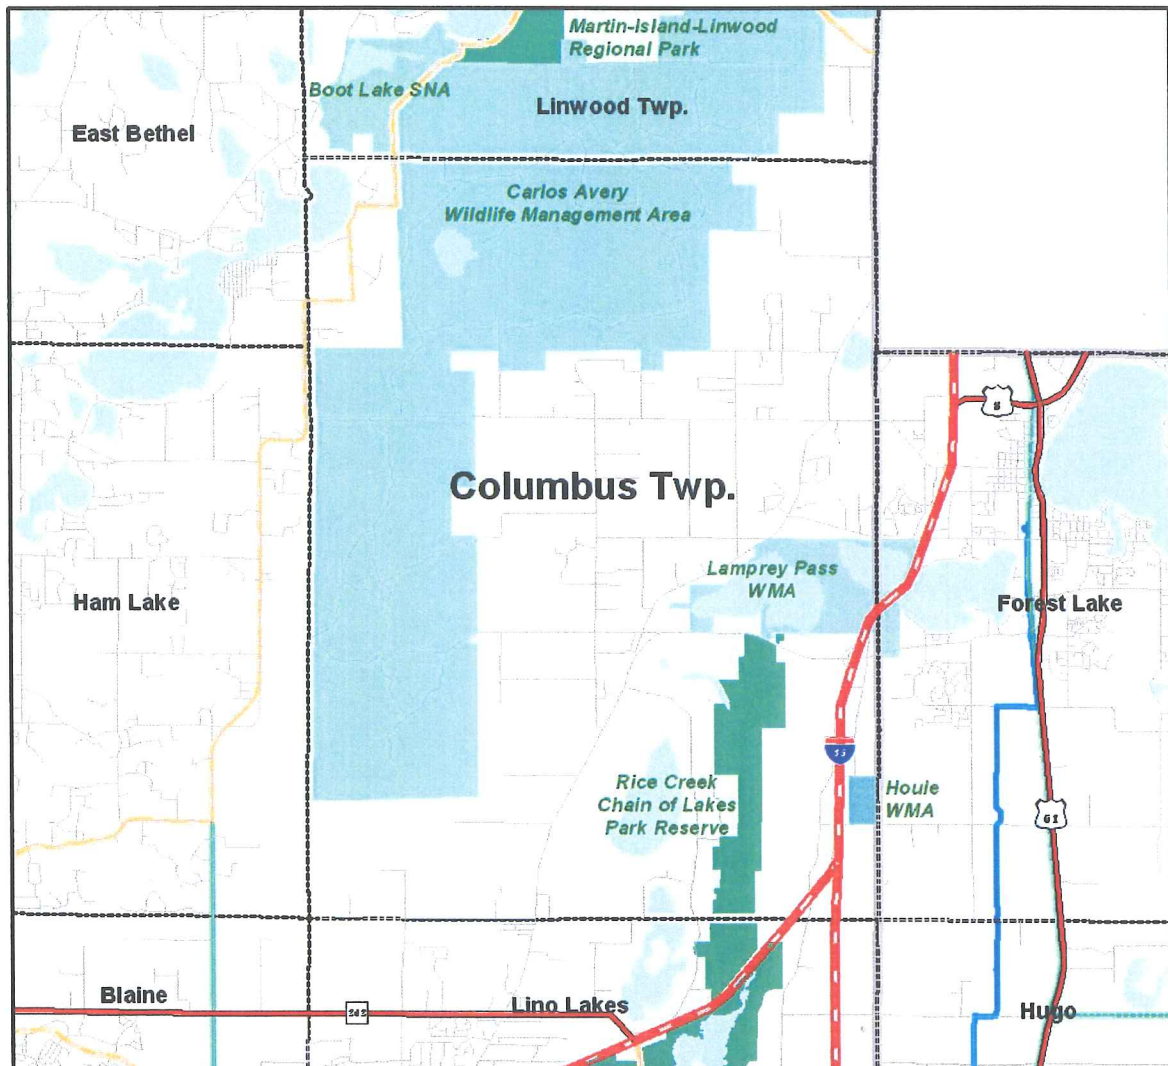 Martin-Island-Linwood
Regional Park
Boot Lake SNA
Linwood Twp.
East Bethel
Carlos Avery
Wildlife Management Area
8
Columbus Twp.
Lamprey Pass
WMA
Ham Lake
Forest Lake
35
Rice Creek
Chain of Lakes
Park Reserve
Houle
WMA
61
Blaine
242
Lino Lakes
Hugo